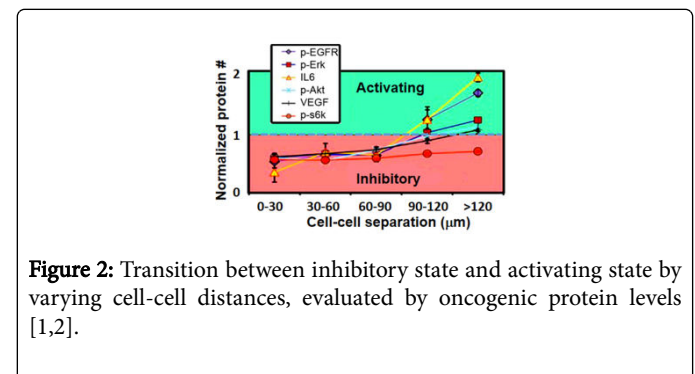 p-EGFR
p-Erk
IL6
p-Akt
VEGF
p-s6k
Normalized protein #
2
1
0
Activating
Inhibitory
0-30 30-60 60-90 90-120 >120
Cell-cell separation (μm)
Figure 2: Transition between inhibitory state and activating state by
varying cell-cell distances, evaluated by oncogenic protein levels
[1,2].